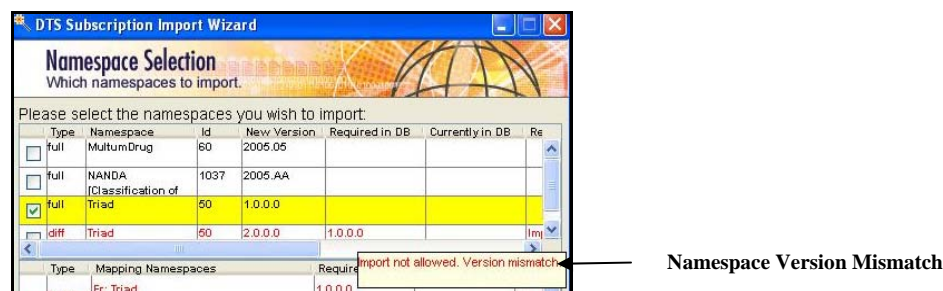 DTS Subscription Import Wizard
Namespace Selection
Which namespaces to import.
Please select the namespaces you wish to import:
Type Namespace Id New Version Required in DB Currently in DB Re
full MultumDrug 60 2005.05
full NANDA 1037 2005.AA
[Classification of
full Triad 50 1.0.0.0
diff Triad 50 2.0.0.0 1.0.0.0 Im
Import not allowed. Version mismatch
Namespace Version Mismatch
Type Mapping Namespaces Require
Fr: Triad 1.0.0.0